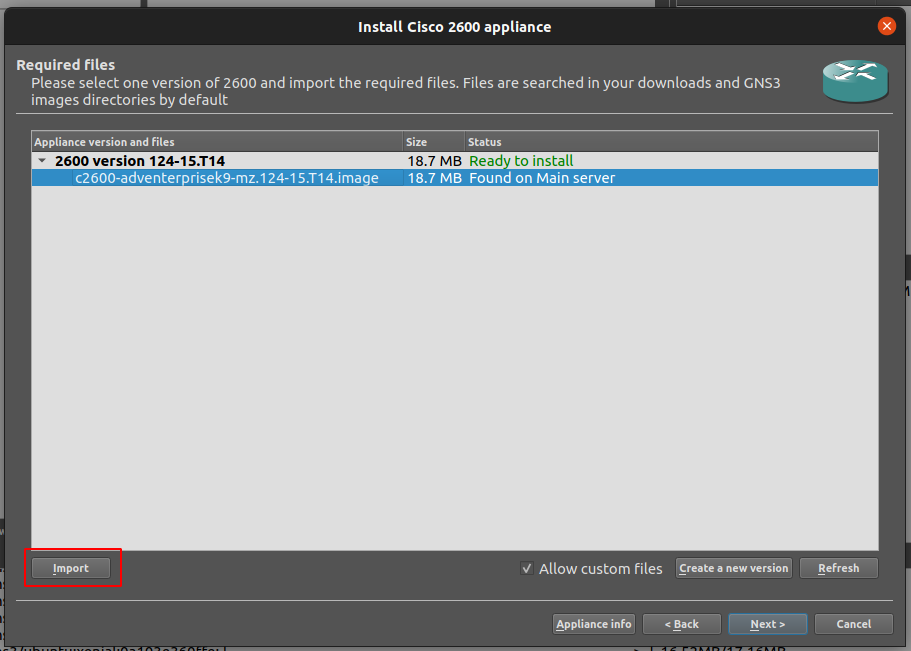 Install Cisco 2600 appliance
Required files
Please select one version of 2600 and import the required files. Files are searched in your downloads and GNS3
images directories by default
Appliance version and files Size Status
2600 version 124-15.T14 18.7 MB Ready to install
c2600-adventerprisek9-mz.124-15.T14.image 18.7 MB Found on Main server
Import Allow custom files Create a new version Refresh
Appliance info < Back Next > Cancel